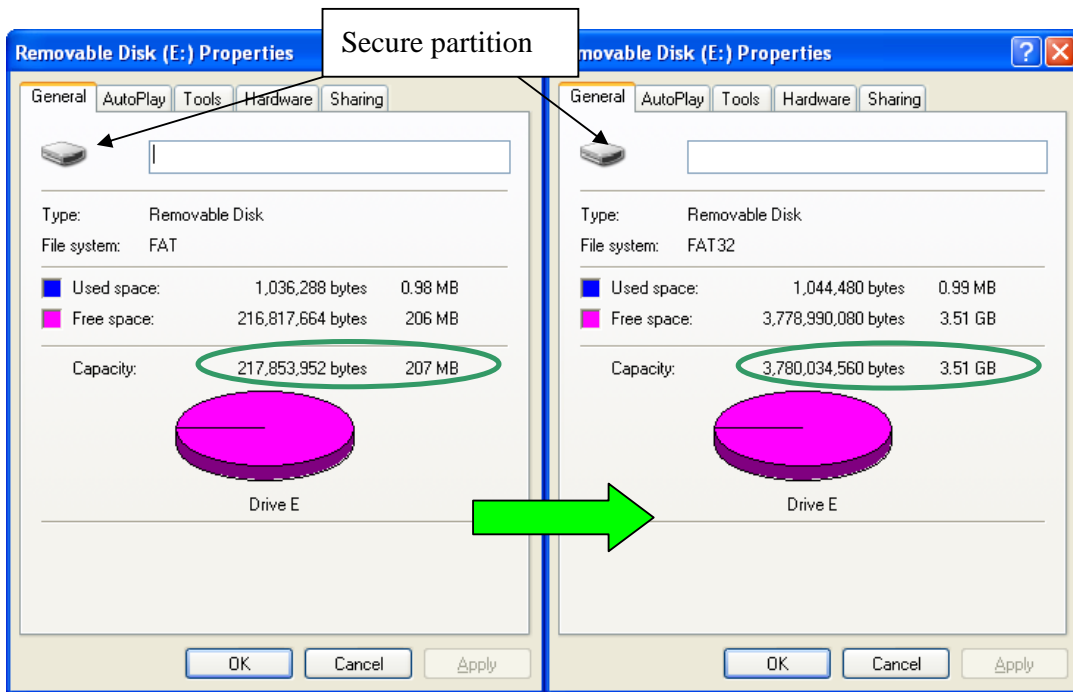 Secure partition
Removable Disk (E:) Properties
General AutoPlay Tools Hardware Sharing
Type: Removable Disk
File system: FAT
Used space: 1,036,288 bytes 0.98 MB
Free space: 216,817,664 bytes 206 MB
Capacity: 217,853,952 bytes 207 MB
Drive E
OK Cancel Apply
movable Disk (E:) Properties
General AutoPlay Tools Hardware Sharing
Type: Removable Disk
File system: FAT32
Used space: 1,044,480 bytes 0.99 MB
Free space: 3,778,990,080 bytes 3.51 GB
Capacity: 3,780,034,560 bytes 3.51 GB
Drive E
OK Cancel Apply